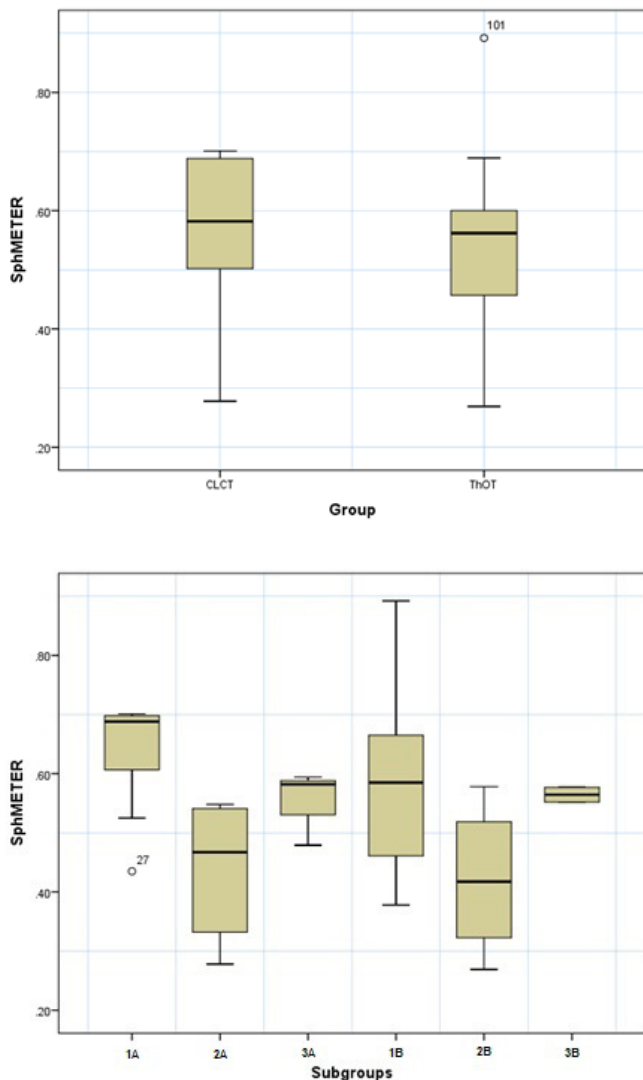 101
.80
.60
.40
.20
SphMETER
CLCT ThOT
Group
.80
.60
.40
.20
27
SphMETER
1A 2A 3A 1B 2B 3B
Subgroups